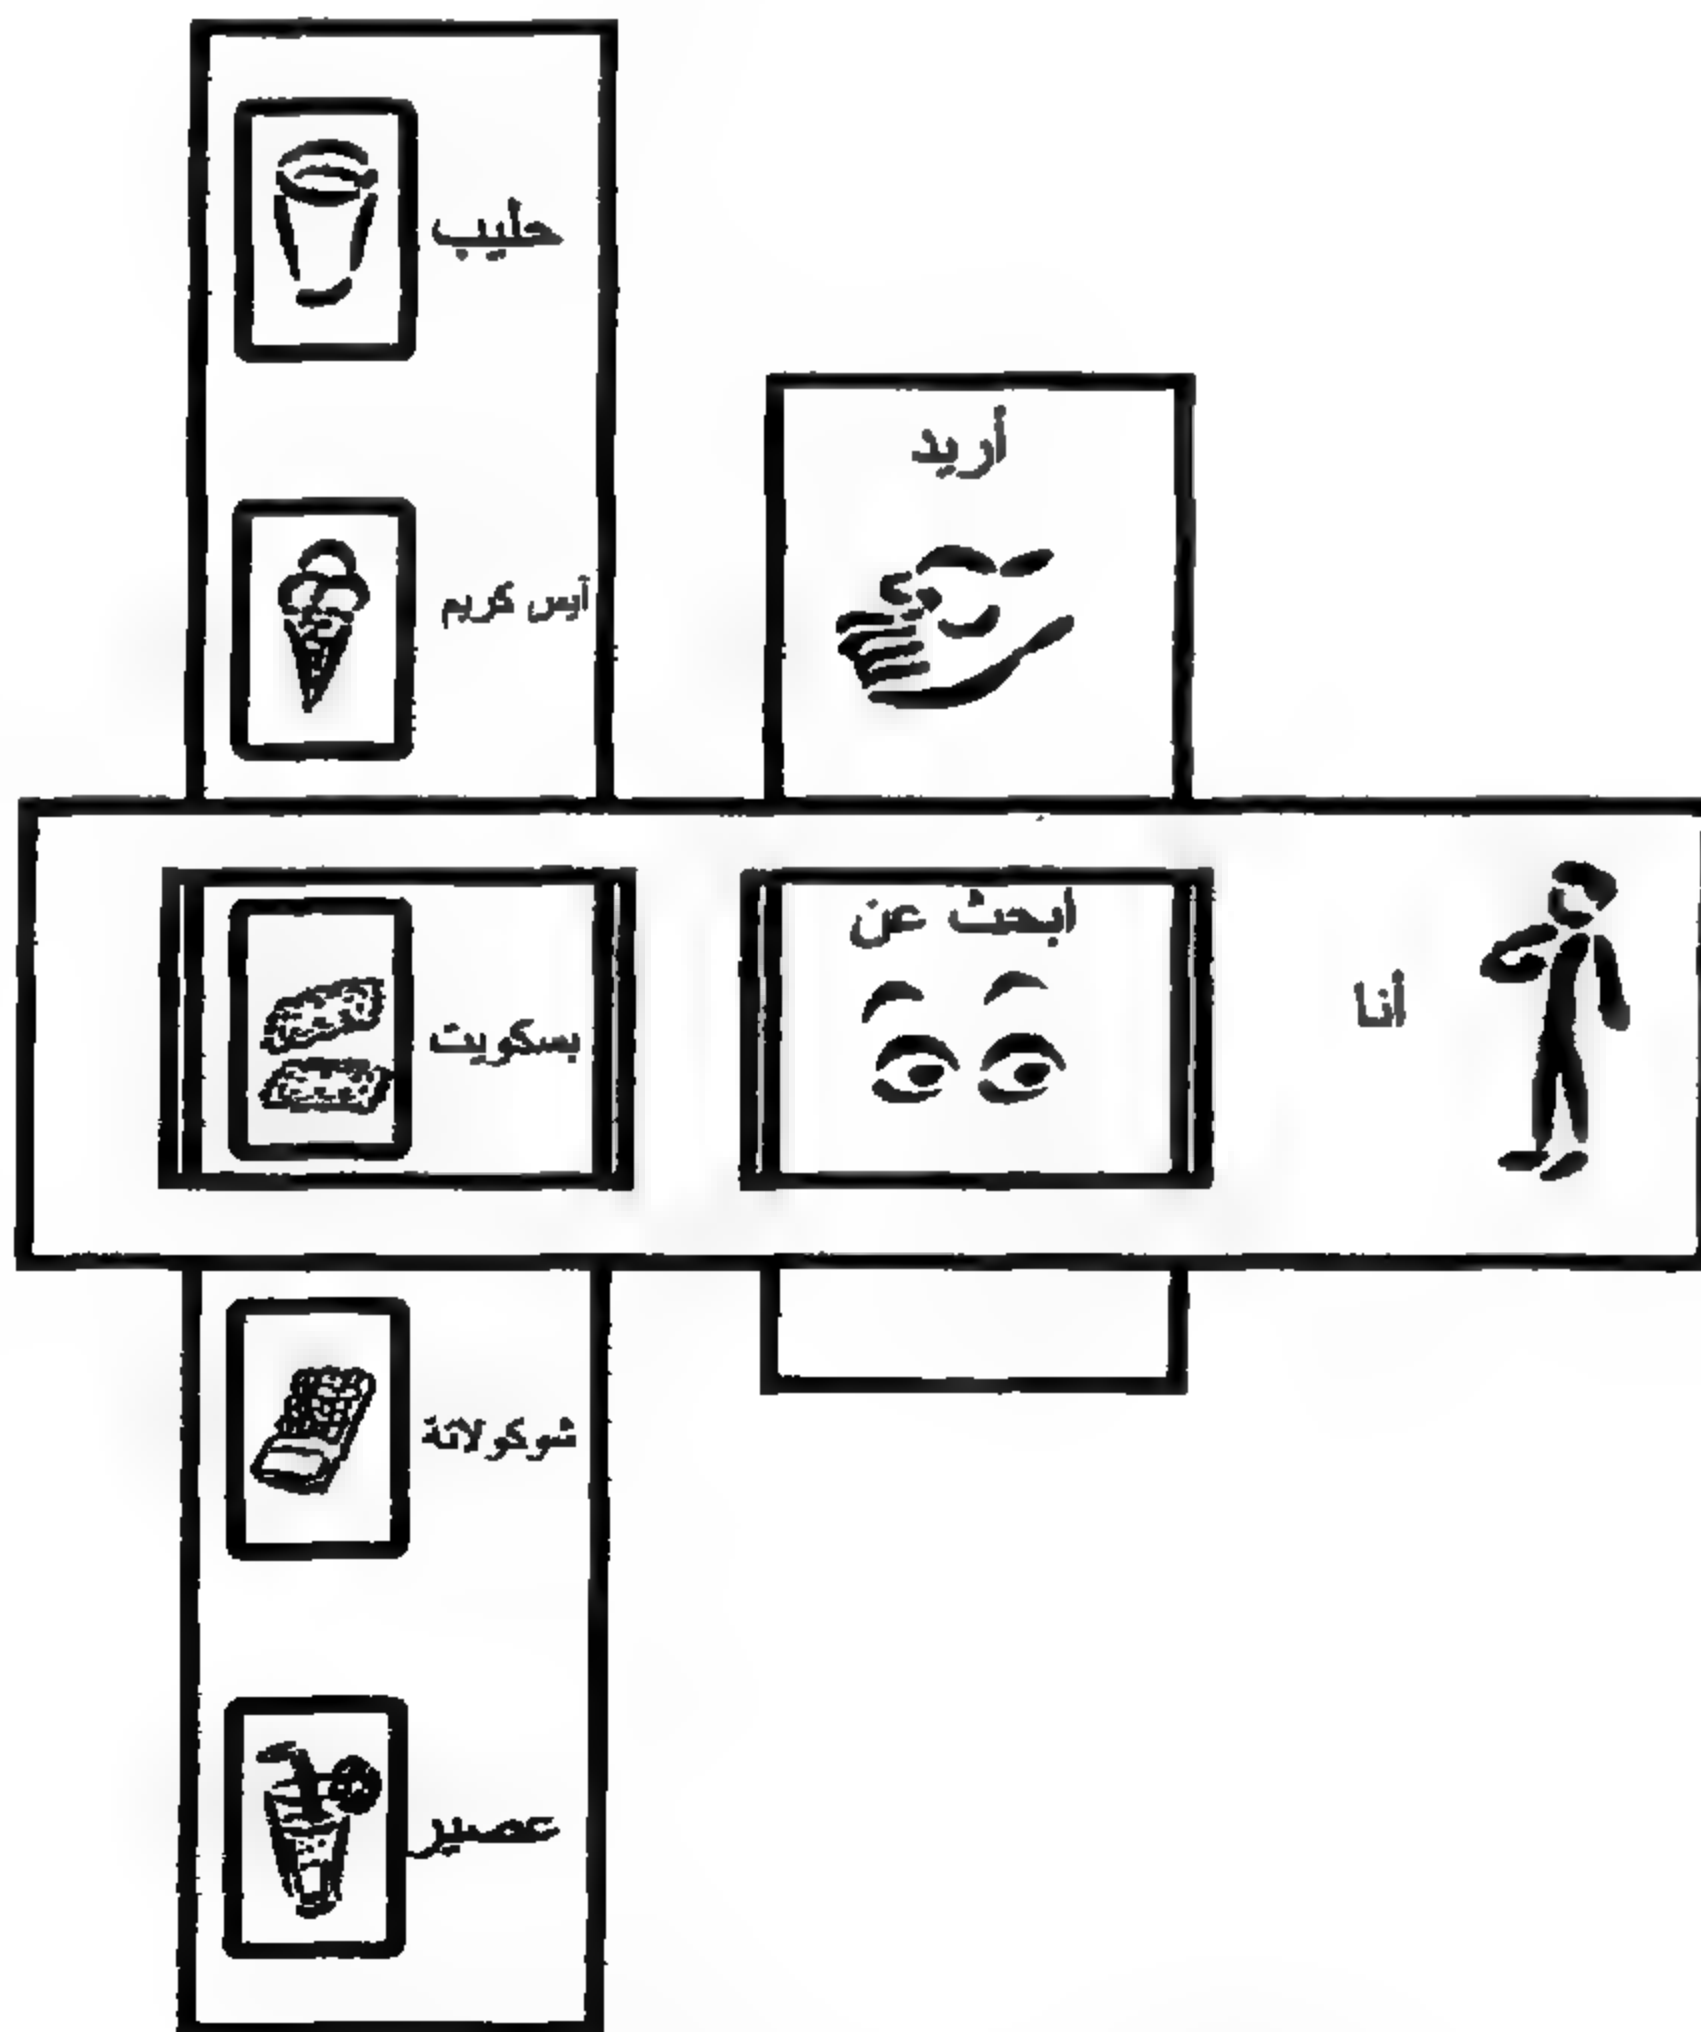 حليب
أريد
آيس كريم
أنا
ابحث عن
بسكويت
شوكولاتة
عصير